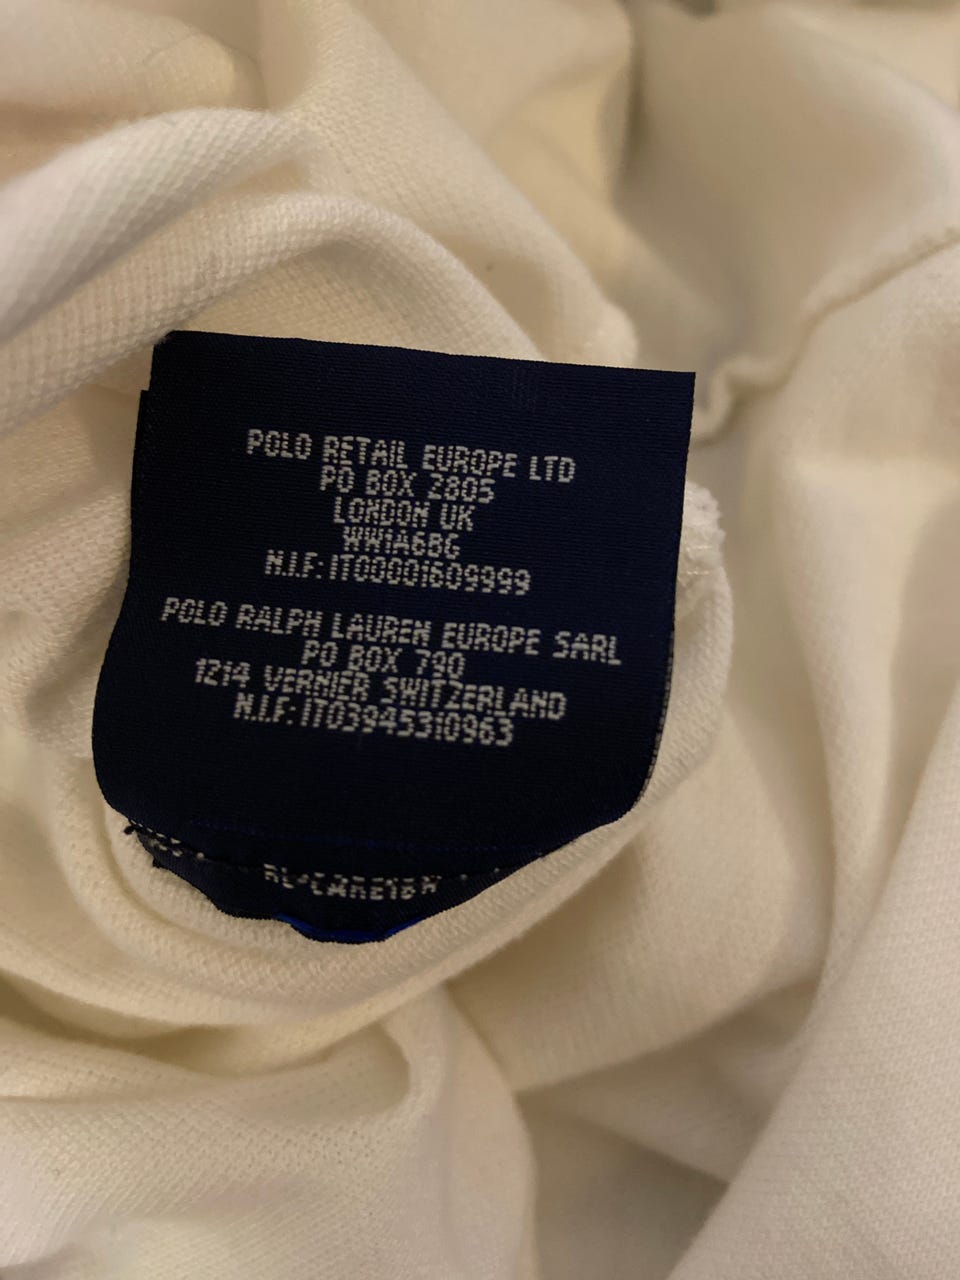 POLO RETAIL EUROPE LTD
PO BOX 2805
LONDON UK
WW1A68G
N.I.F: IT00001609999
POLO RALPH LAUREN EUROPE SARL
PO BOX 790
1214 VERNIER SWITZERLAND
N.I.F: IT03945310963